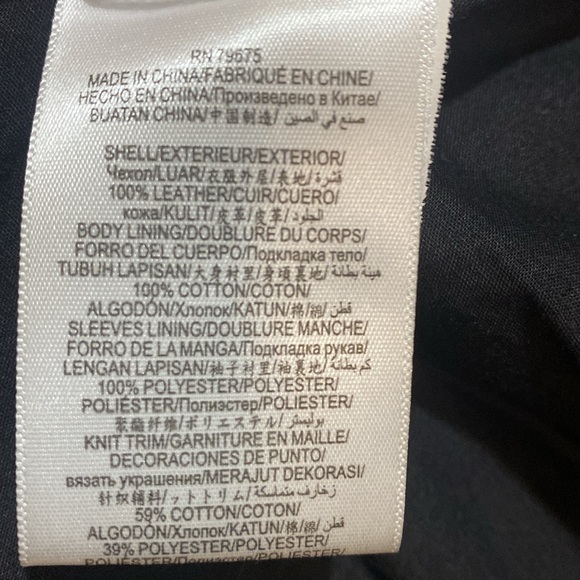 RN 79675
MADE IN CHINA/FABRIQUÉ EN CHINE/
HECHO EN CHINA/Произведено в Китае/
BUATAN CHINA/中国制造/ صنع في الصين
SHELL/EXTERIEUR/EXTERIOR/
Чехол/LUAR/衣服外层/表地/قشرة
100% LEATHER/CUIR/CUERO/
кожа/KULIT/皮革/皮革/الجلود
BODY LINING/DOUBLURE DU CORPS/
FORRO DEL CUERPO/Подкладка тело/
TUBUH LAPISAN/大身衬里/身頃裏地/هيئة بطانة
100% COTTON/COTON/
ALGODÓN/Хлопок/KATUN/棉/綿/قطن
SLEEVES LINING/DOUBLURE MANCHE/
FORRO DE LA MANGA/Подкладка рукав/
LENGAN LAPISAN/袖子衬里/袖裏地/كم بطانة
100% POLYESTER/POLYESTER/
POLIÉSTER/Полиэстер/POLIESTER/
聚酯纤维/ポリエステル/بوليستر
KNIT TRIM/GARNITURE EN MAILLE/
DECORACIONES DE PUNTO/
вязать украшения/MERAJUT DEKORASI/
针织辅料/ットトリム/زخارف متماسكة
59% COTTON/COTON/
ALGODÓN/Хлопок/KATUN/棉/綿/قطن
39% POLYESTER/POLYESTER/